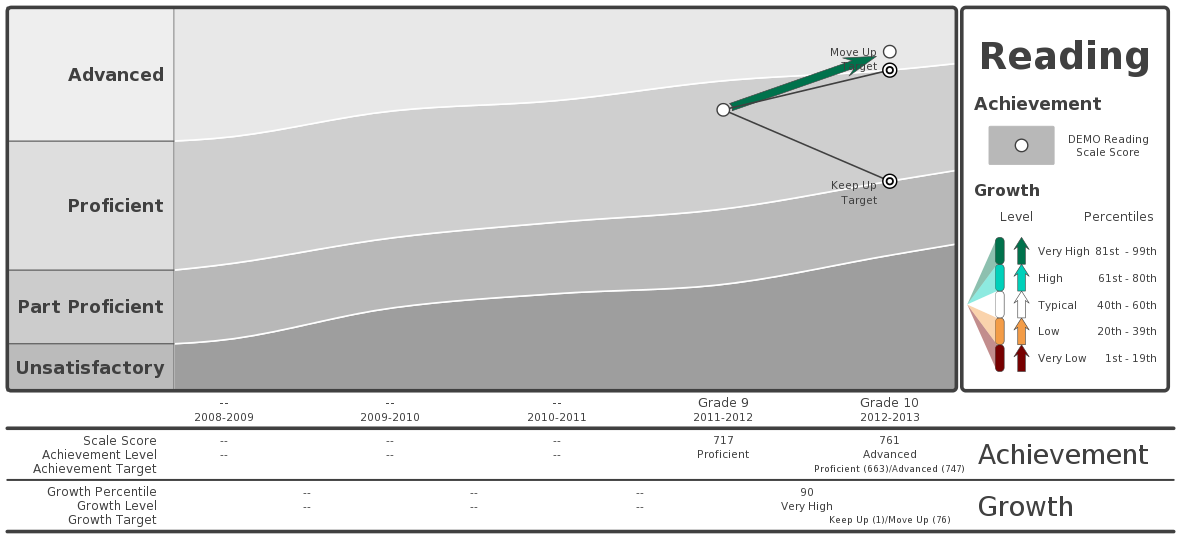 Advanced
Proficient
Part Proficient
Unsatisfactory
Move Up
Target
Keep Up
Target
Reading
Achievement
DEMO Reading
Scale Score
Growth
Level Percentiles
Very High 81st - 99th
High 61st - 80th
Typical 40th - 60th
Low 20th - 39th
Very Low 1st - 19th
-- -- -- Grade 9 Grade 10
2008-2009 2009-2010 2010-2011 2011-2012 2012-2013
Scale Score -- -- -- 717 761
Achievement Level -- -- -- Proficient Advanced
Achievement Target Proficient (663)/Advanced (747)
Achievement
Growth Percentile -- -- -- 90
Growth Level -- -- -- Very High
Growth Target Keep Up (1)/Move Up (76)
Growth